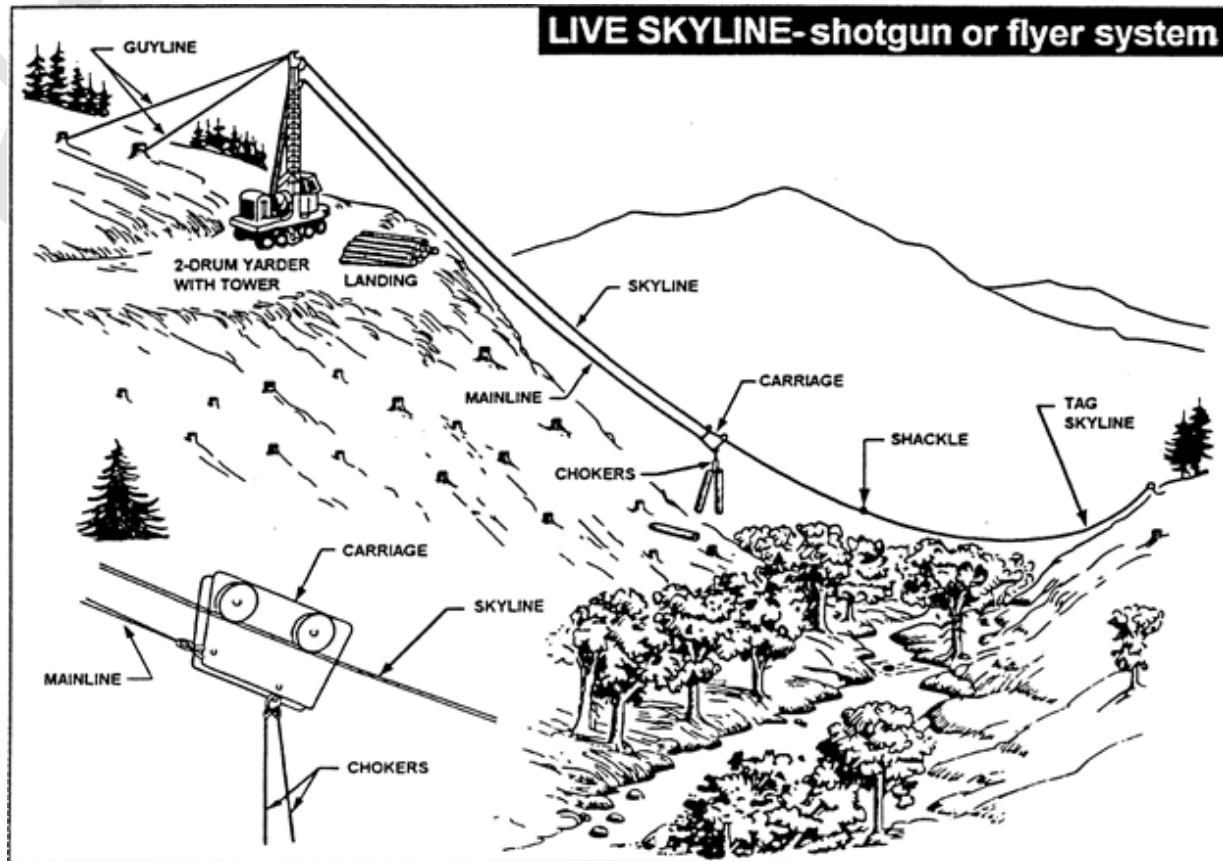 LIVE SKYLINE-shotgun or flyer system
GUYLINE
2-DRUM YARDER
WITH TOWER
LANDING
SKYLINE
MAINLINE
CARRIAGE
TAG
SKYLINE
SHACKLE
CHOKERS
CARRIAGE
SKYLINE
MAINLINE
CHOKERS